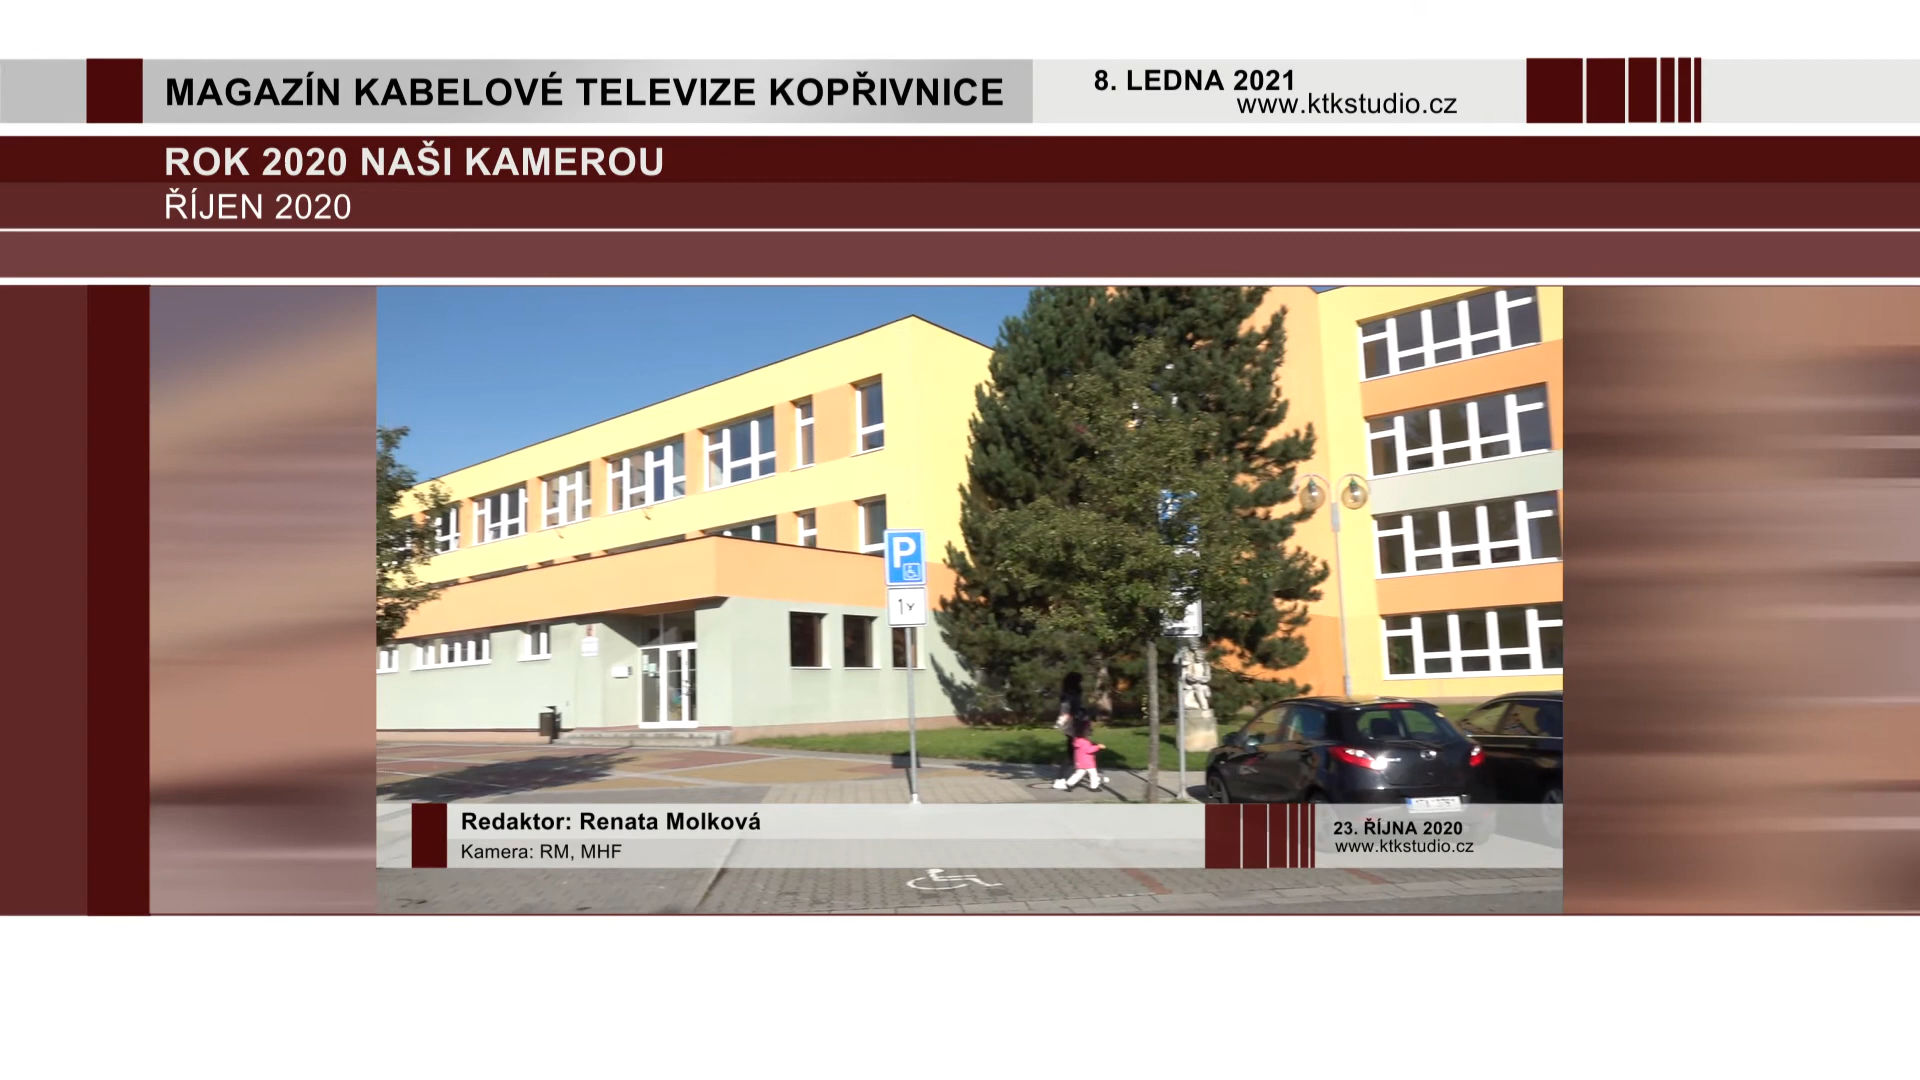 MAGAZÍN KABELOVÉ TELEVIZE KOPŘIVNICE
8. LEDNA 2021
www.ktkstudio.cz
ROK 2020 NAŠI KAMEROU
ŘÍJEN 2020
P
Redaktor: Renata Molková
Kamera: RM, MHF
23. ŘÍJNA 2020
www.ktkstudio.cz